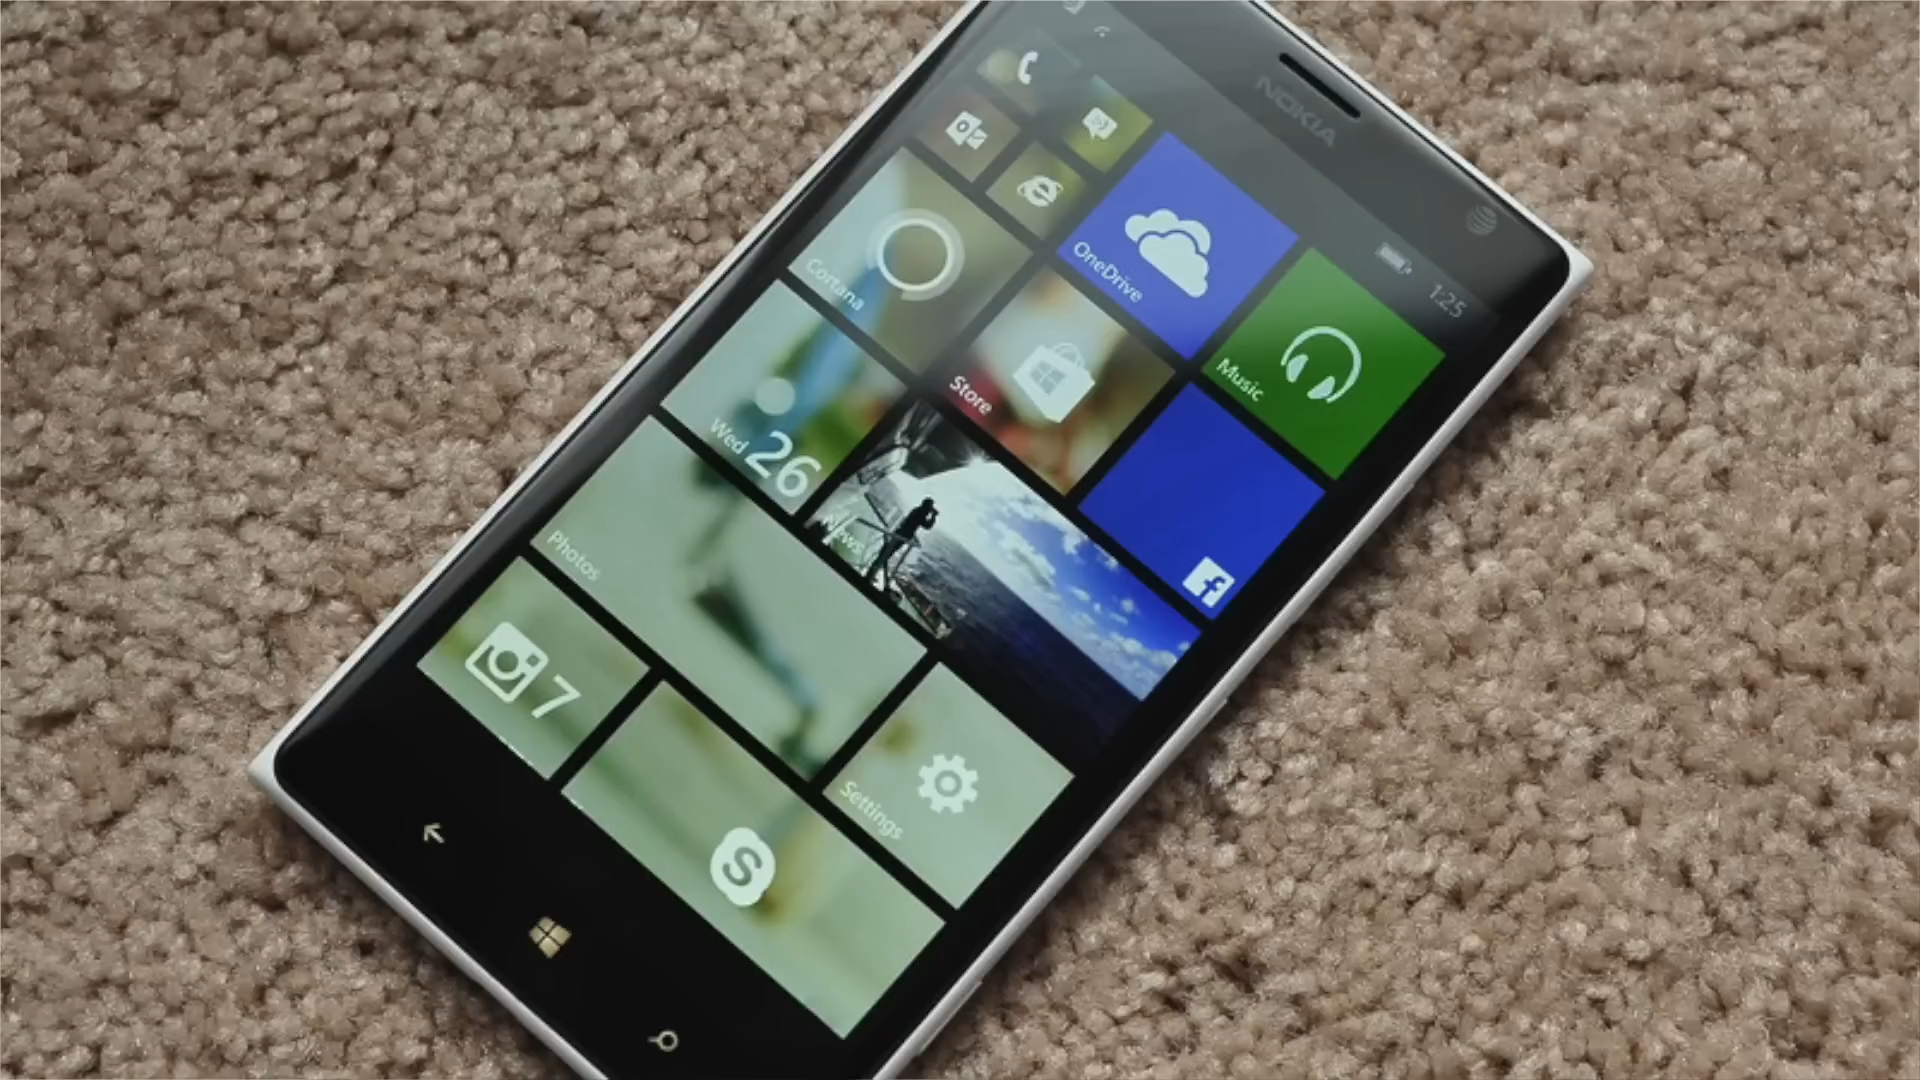 NOKIA
1:25
OneDrive
Music
Cortana
Store
Wed 26
News
Photos
7
Settings